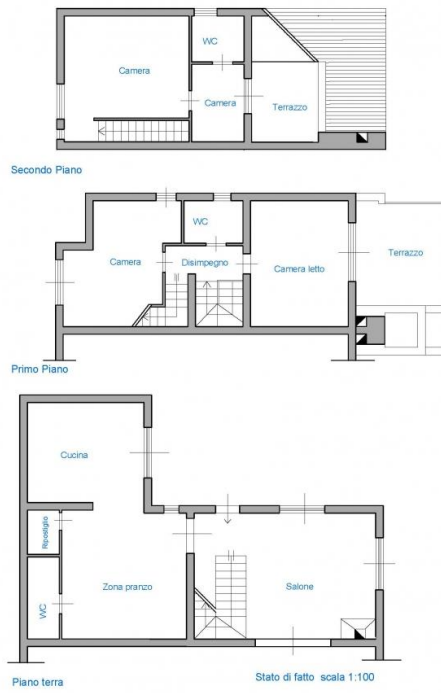 WC
Camera
Camera
Terrazzo
Secondo Piano
WC
Camera
Disimpegno
Camera letto
Terrazzo
Primo Piano
Cucina
Ripostiglio
Zona pranzo
Salone
WC
Piano terra
Stato di fatto scala 1:100